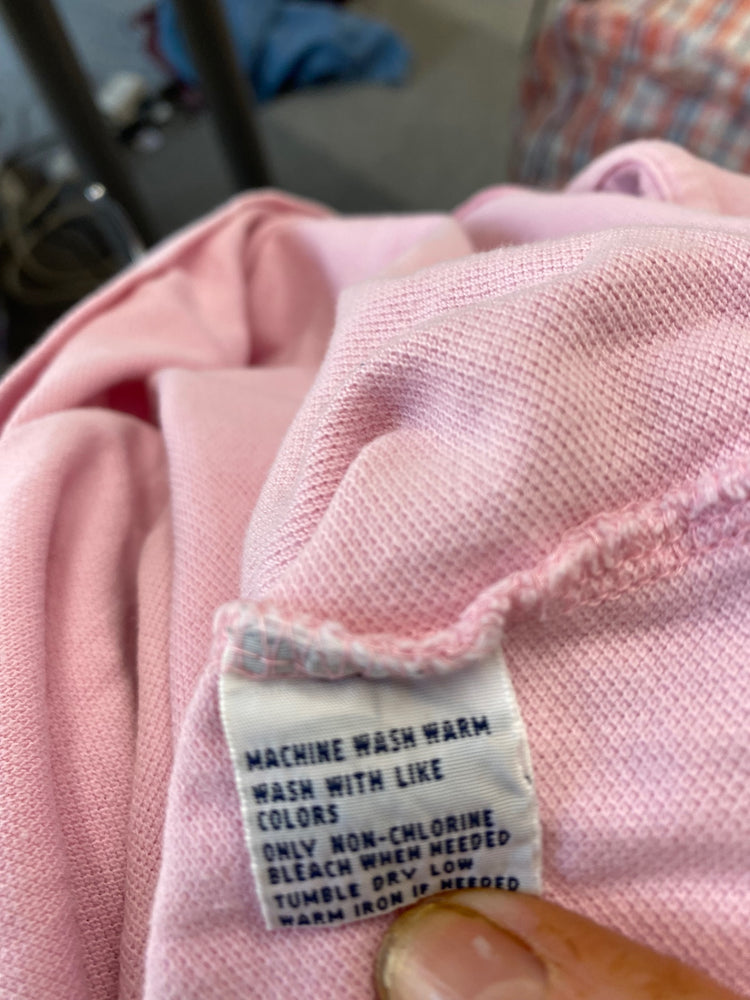 MACHINE WASH WARM
WASH WITH LIKE
COLORS
ONLY NON-CHLORINE
BLEACH WHEN NEEDED
TUMBLE DRY LOW
WARM IRON IF NEEDED